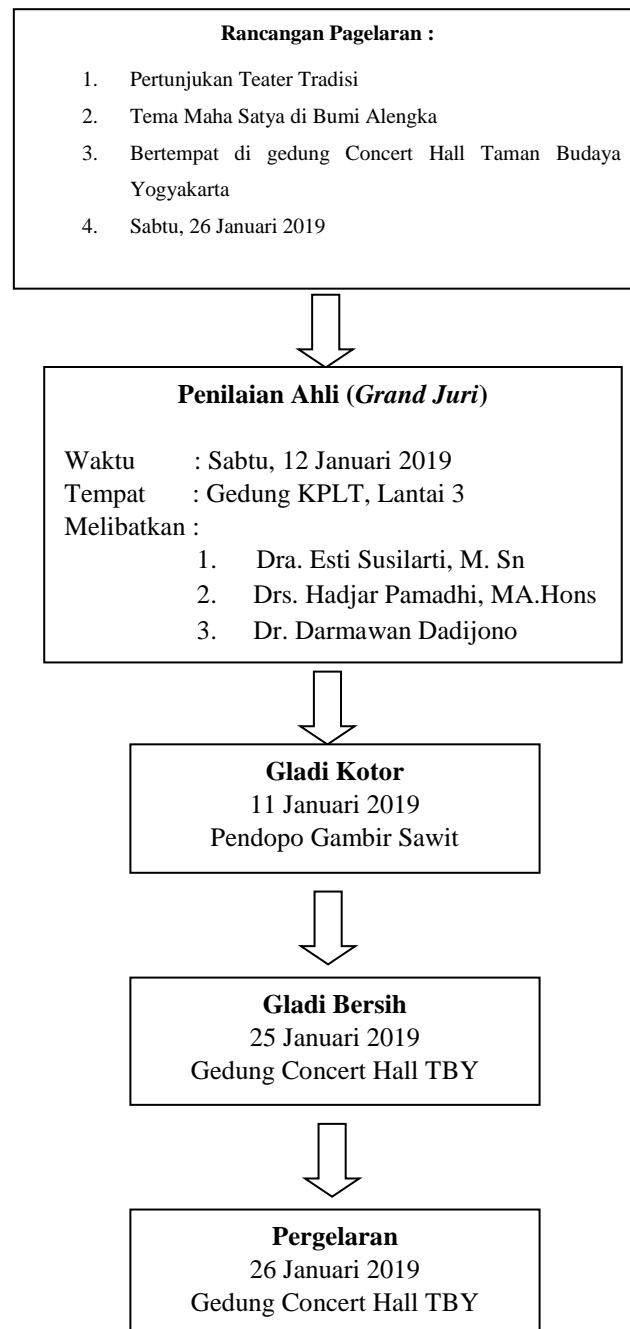 Rancangan Pagelaran :
1. Pertunjukan Teater Tradisi
2. Tema Maha Satya di Bumi Alengka
3. Bertempat di gedung Concert Hall Taman Budaya
Yogyakarta
4. Sabtu, 26 Januari 2019
Penilaian Ahli (Grand Juri)
Waktu : Sabtu, 12 Januari 2019
Tempat : Gedung KPLT, Lantai 3
Melibatkan :
1. Dra. Esti Susilarti, M. Sn
2. Drs. Hadjar Pamadhi, MA.Hons
3. Dr. Darmawan Dadijono
Gladi Kotor
11 Januari 2019
Pendopo Gambir Sawit
Gladi Bersih
25 Januari 2019
Gedung Concert Hall TBY
Pergelaran
26 Januari 2019
Gedung Concert Hall TBY